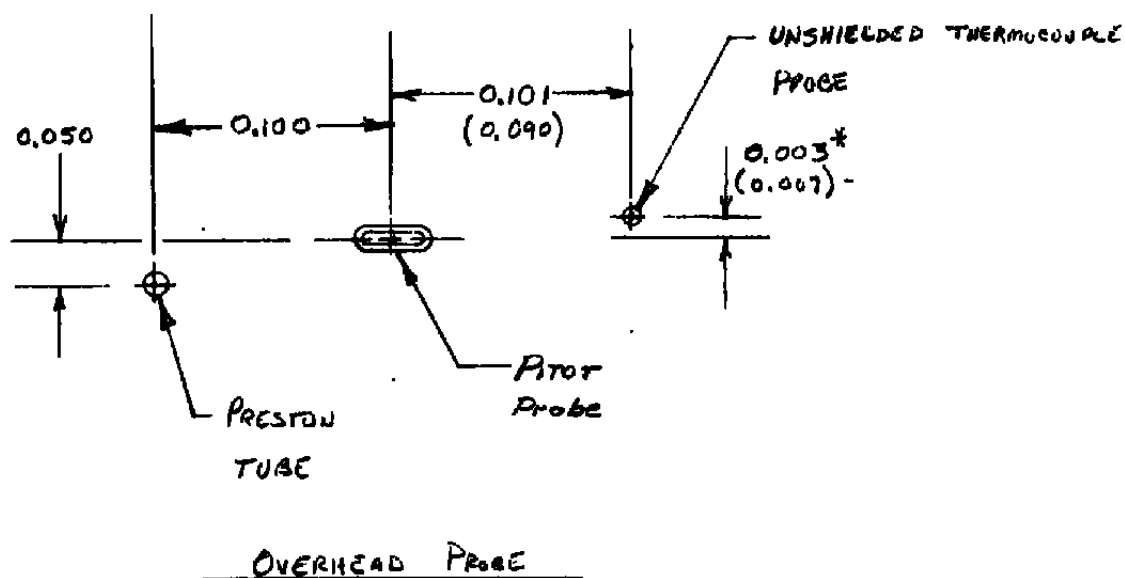 UNSHIELDED THERMOCOUPLE
PROBE
0.101
(0.090)
0.100
0.050
0.003*
(0.007)-
PITOT
Probe
PRESTON
TUBE
OVERHEAD PROBE